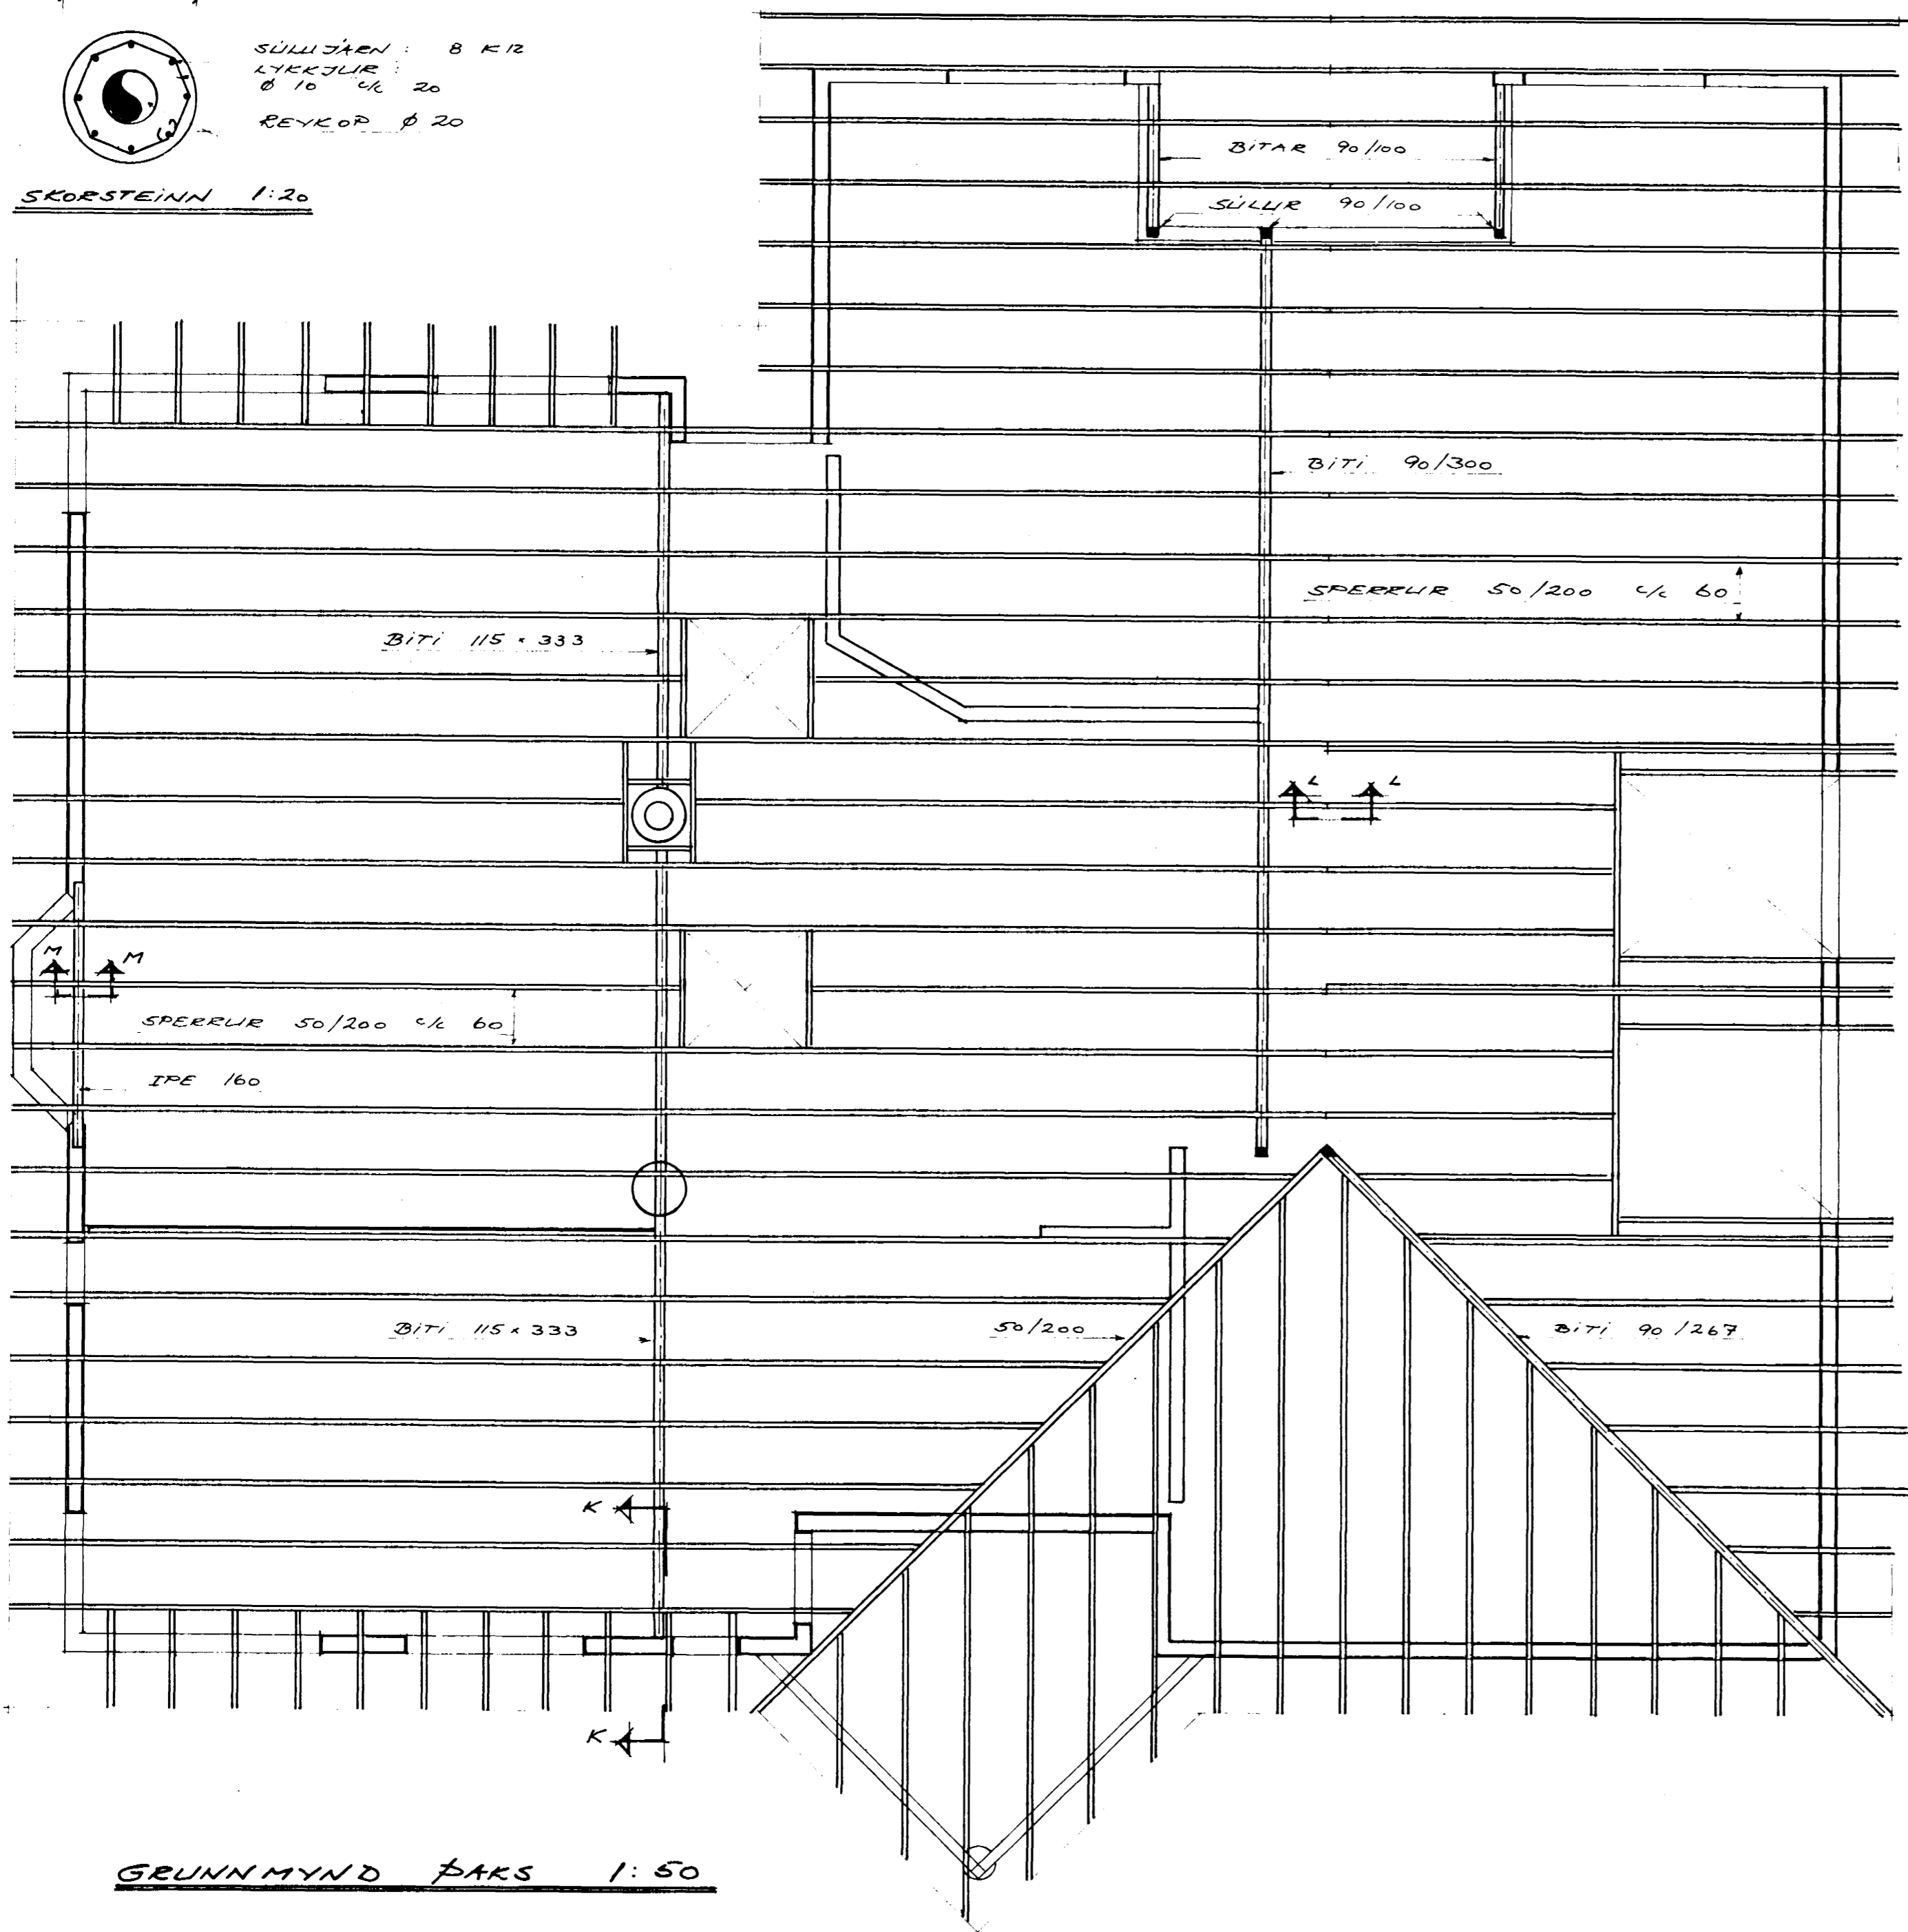 SÚLUJÁRN : 8 K12
LYKKJUR :
Ø 10 c/c 20
REYKOP Ø 20
SKORSTEINN 1:20
BITAR 90/100
SÚLUR 90/100
BITI 90/300
SPERRUR 50/200 c/c 60
BITI 115 × 333
L L
M M
SPERRUR 50/200 c/c 60
IPE 160
BITI 115 × 333
50/200
BITI 90/267
K
K
GRUNNMYND ÞAKS 1:50